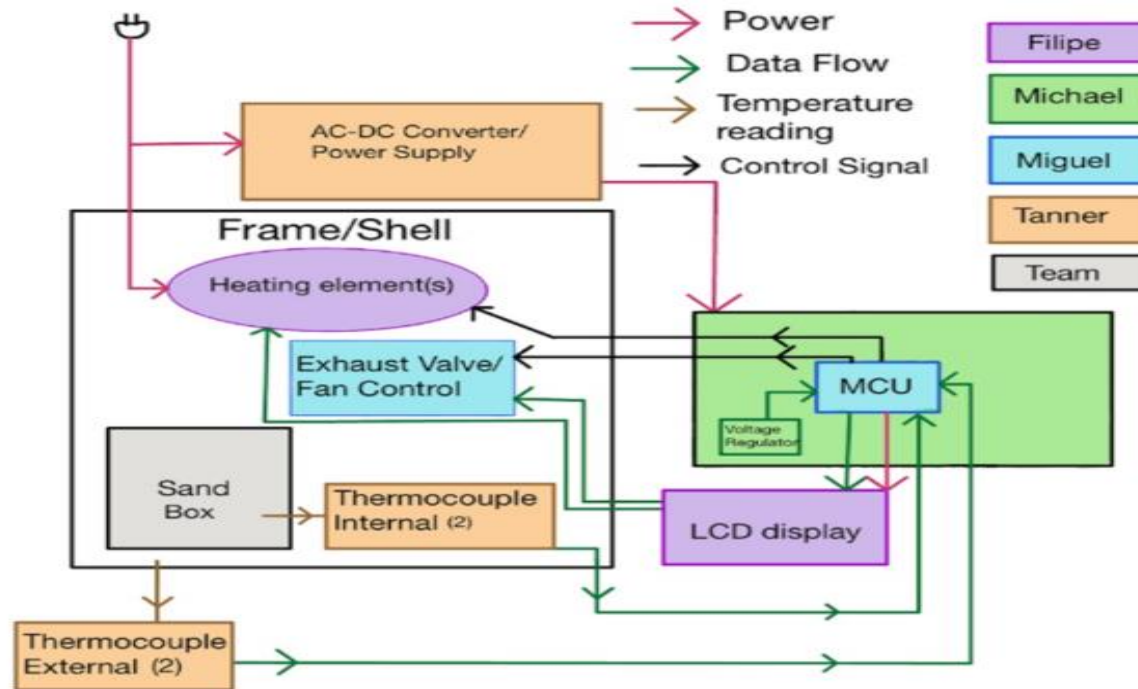 Power
Data Flow
Temperature
reading
Control Signal
Filipe
Michael
Miguel
Tanner
Team
AC-DC Converter/
Power Supply
Frame/Shell
Heating element(s)
Exhaust Valve/
Fan Control
MCU
Voltage
Regulator
Sand
Box
Thermocouple
Internal (2)
LCD display
Thermocouple
External (2)